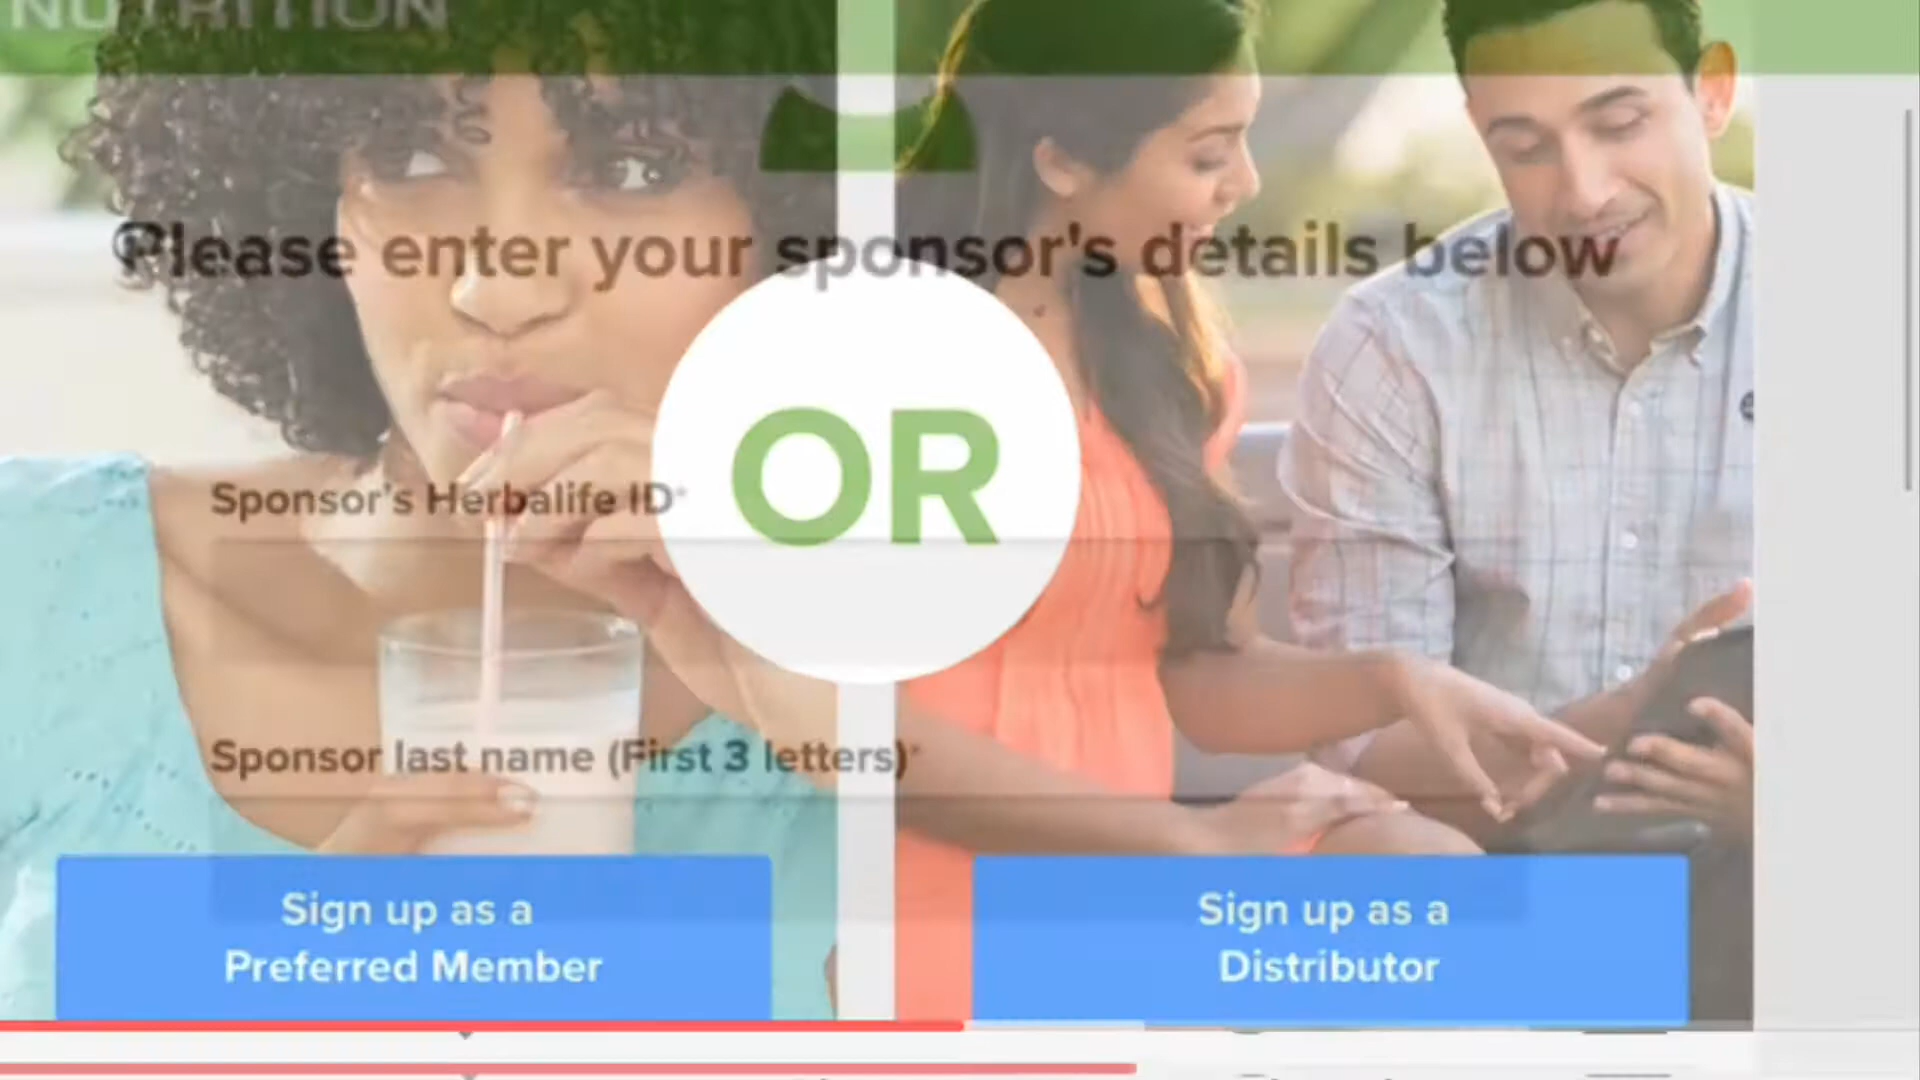 NUTRITION
Please enter your sponsor's details below
OR
Sponsor's Herbalife ID*
Sponsor last name (First 3 letters)*
Sign up as a
Preferred Member
Sign up as a
Distributor